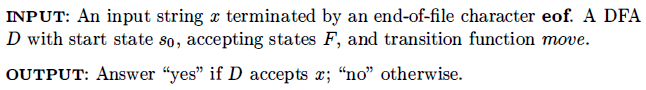 INPUT: An input string x terminated by an end-of-file character eof. A DFA
D with start state s₀, accepting states F, and transition function move.
OUTPUT: Answer “yes” if D accepts x; “no” otherwise.